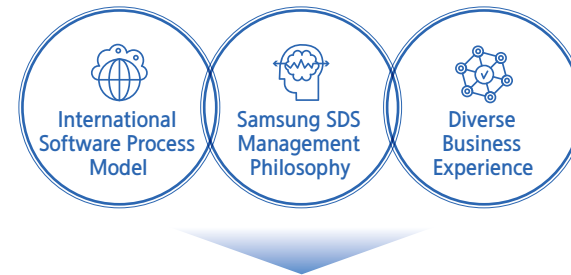 International
Software Process
Model
Samsung SDS
Management
Philosophy
Diverse
Business
Experience